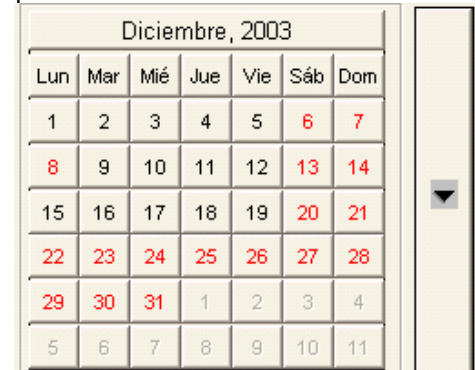 Diciembre, 2003
Lun Mar Mié Jue Vie Sáb Dom
1 2 3 4 5 6 7
8 9 10 11 12 13 14
15 16 17 18 19 20 21
22 23 24 25 26 27 28
29 30 31 1 2 3 4
5 6 7 8 9 10 11